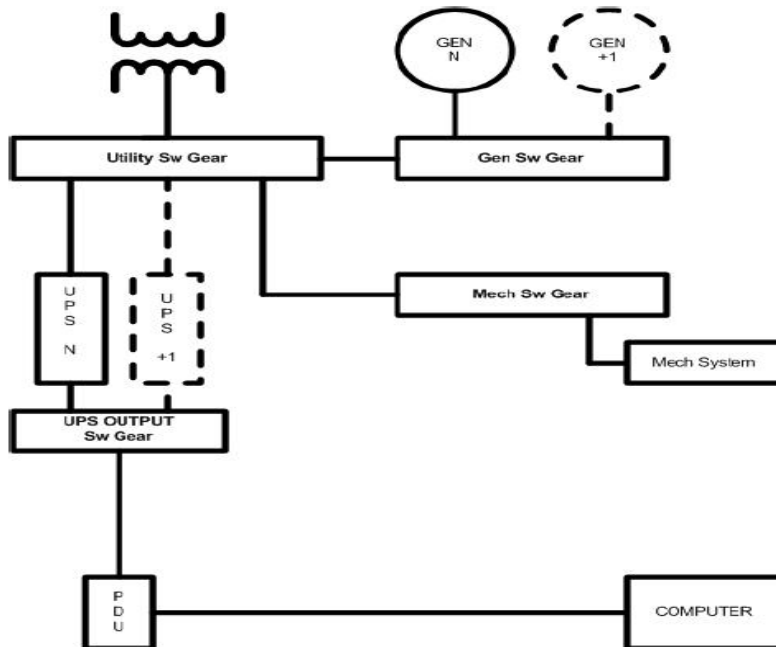 GEN
N
GEN
+1
Utility Sw Gear
Gen Sw Gear
U
P
S
N
U
P
S
+1
Mech Sw Gear
Mech System
UPS OUTPUT
Sw Gear
P
D
U
COMPUTER